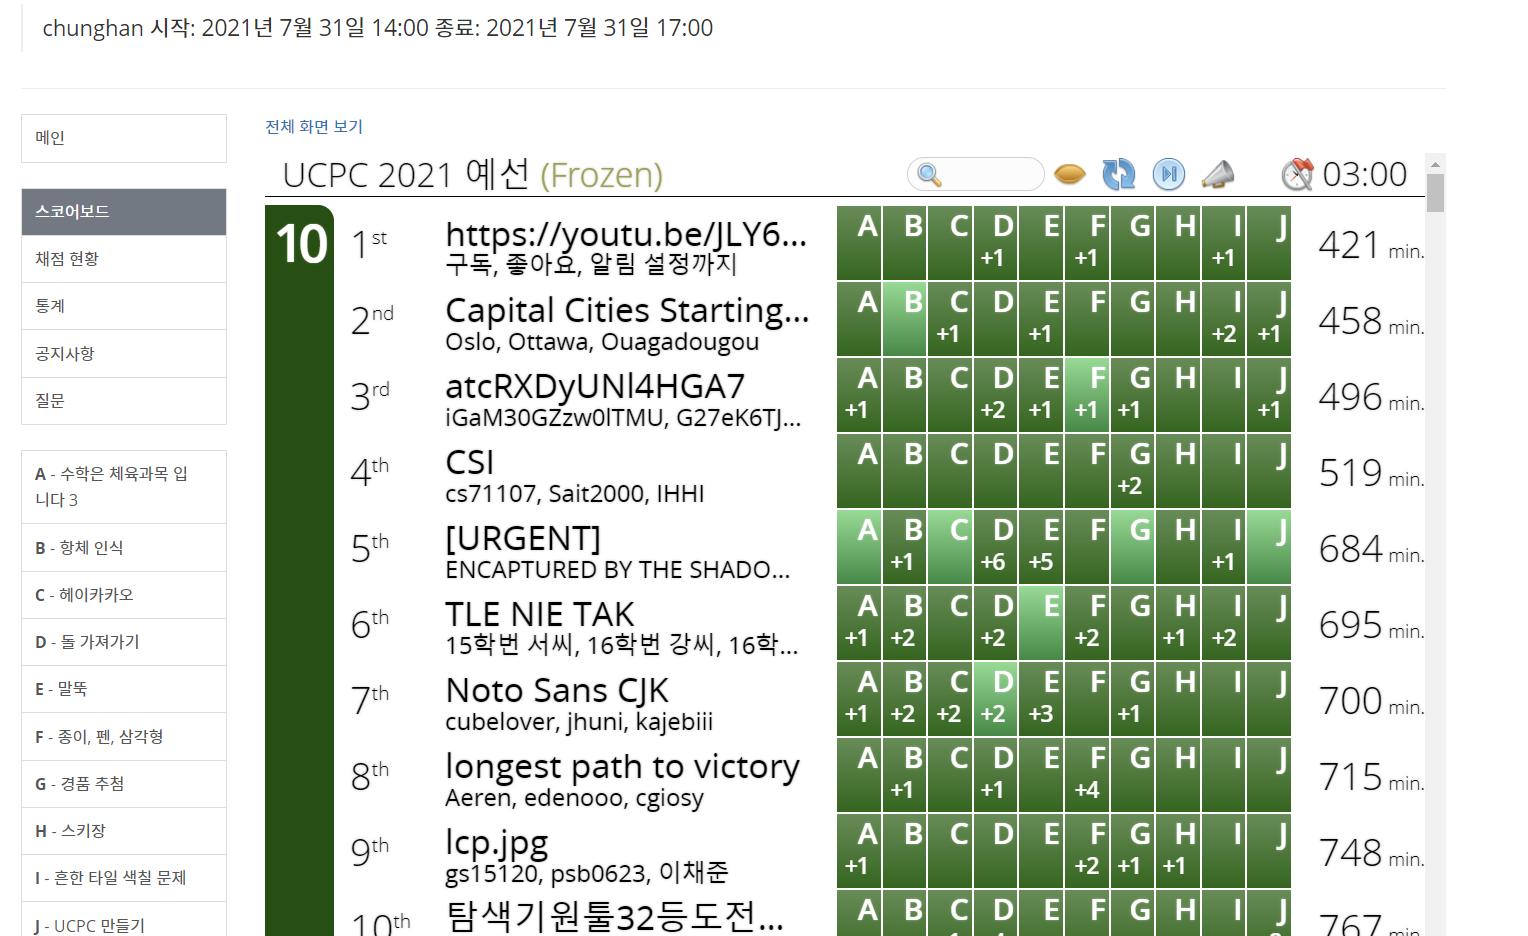 chunghan 시작: 2021년 7월 31일 14:00 종료: 2021년 7월 31일 17:00
메인
스코어보드
채점 현황
통계
공지사항
질문
A - 수학은 체육과목 입
니다 3
B - 항체 인식
C - 헤이카카오
D - 돌 가져가기
E - 말뚝
F - 종이, 펜, 삼각형
G - 경품 추첨
H - 스키장
I - 흔한 타일 색칠 문제
J - UCPC 만들기
전체 화면 보기
UCPC 2021 예선 (Frozen) 03:00
10
1st https://youtu.be/JLY6... A B C D E F G H I J 421 min.
구독, 좋아요, 알림 설정까지 +1 +1 +1
2nd Capital Cities Starting... A B C D E F G H I J 458 min.
Oslo, Ottawa, Ouagadougou +1 +1 +2 +1
3rd atcRXDyUNl4HGA7 A B C D E F G H I J 496 min.
iGaM30GZzw0lTMU, G27eK6TJ... +1 +2 +1 +1 +1 +1
4th CSI A B C D E F G H I J 519 min.
cs71107, Sait2000, IHHI +2
5th [URGENT] A B C D E F G H I J 684 min.
ENCAPTURED BY THE SHADO... +1 +6 +5 +1
6th TLE NIE TAK A B C D E F G H I J 695 min.
15학번 서씨, 16학번 강씨, 16학... +1 +2 +2 +2 +1 +2
7th Noto Sans CJK A B C D E F G H I J 700 min.
cubelover, jhuni, kajebiii +1 +2 +2 +2 +3 +1
8th longest path to victory A B C D E F G H I J 715 min.
Aeren, edenooo, cgiosy +1 +1 +4
9th lcp.jpg A B C D E F G H I J 748 min.
gs15120, psb0623, 이채준 +1 +2 +1 +1
10th 탐색기원툴32등도전... A B C D E F G H I J 767 min.